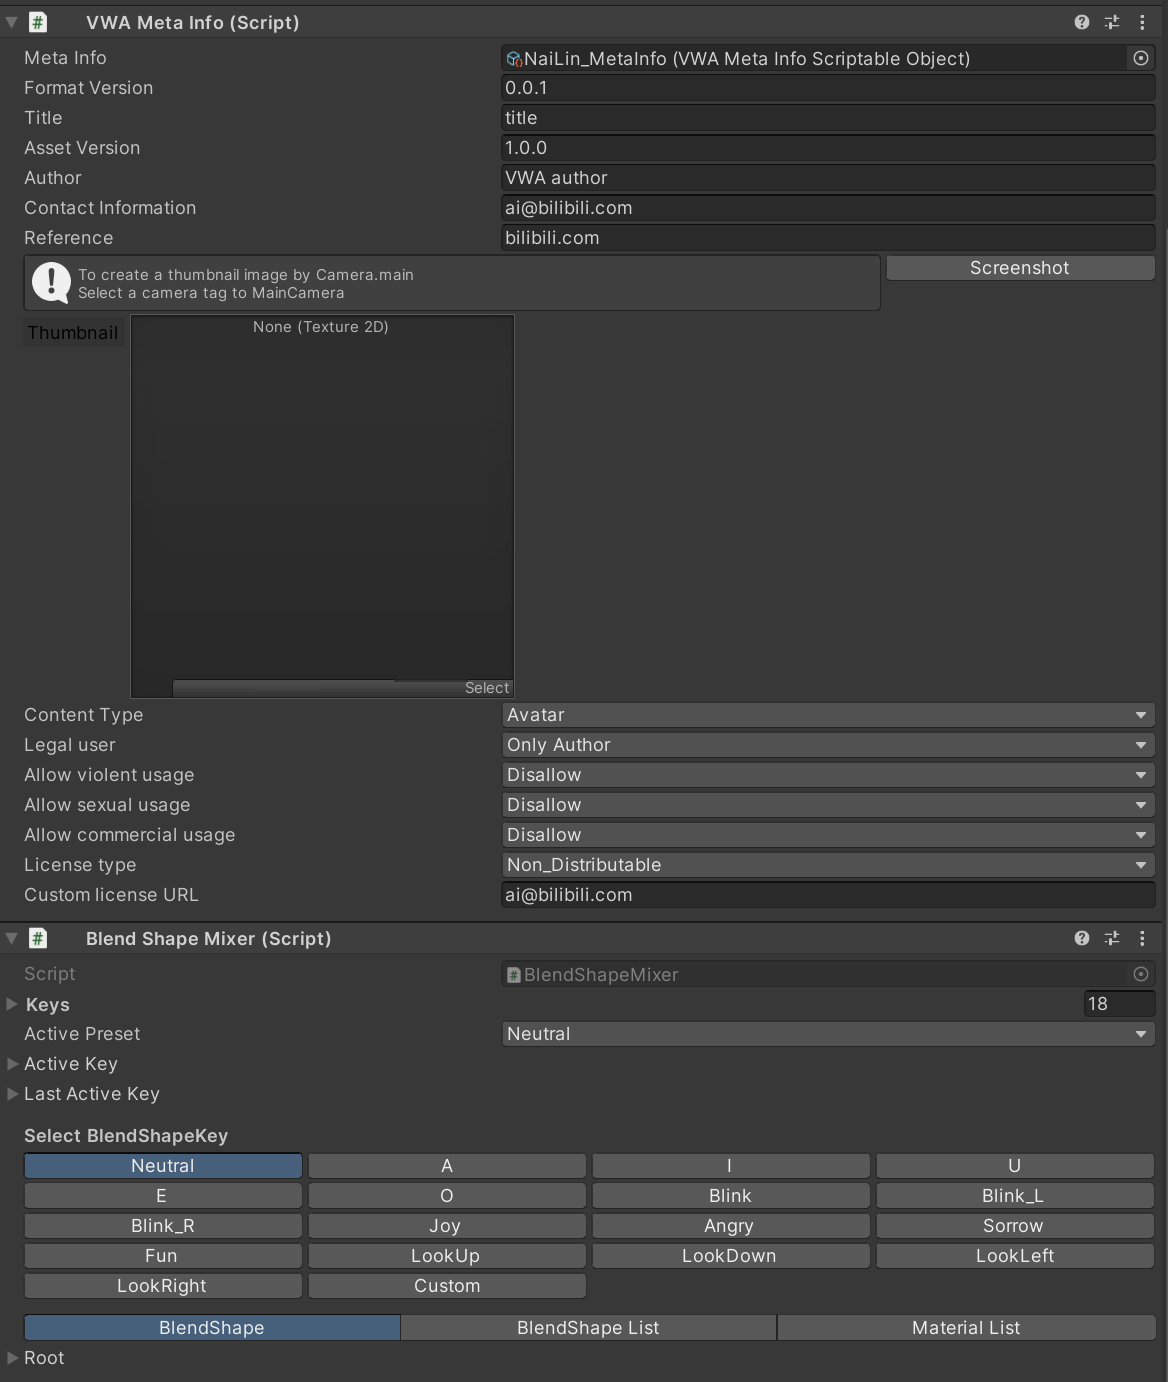 VWA Meta Info (Script)
Meta Info NaiLin_MetaInfo (VWA Meta Info Scriptable Object)
Format Version 0.0.1
Title title
Asset Version 1.0.0
Author VWA author
Contact Information ai@bilibili.com
Reference bilibili.com
To create a thumbnail image by Camera.main
Select a camera tag to MainCamera
Screenshot
Thumbnail
None (Texture 2D)
Select
Content Type Avatar
Legal user Only Author
Allow violent usage Disallow
Allow sexual usage Disallow
Allow commercial usage Disallow
License type Non_Distributable
Custom license URL ai@bilibili.com
Blend Shape Mixer (Script)
Script BlendShapeMixer
Keys 18
Active Preset Neutral
Active Key
Last Active Key
Select BlendShapeKey
Neutral A I U
E O Blink Blink_L
Blink_R Joy Angry Sorrow
Fun LookUp LookDown LookLeft
LookRight Custom
BlendShape BlendShape List Material List
Root